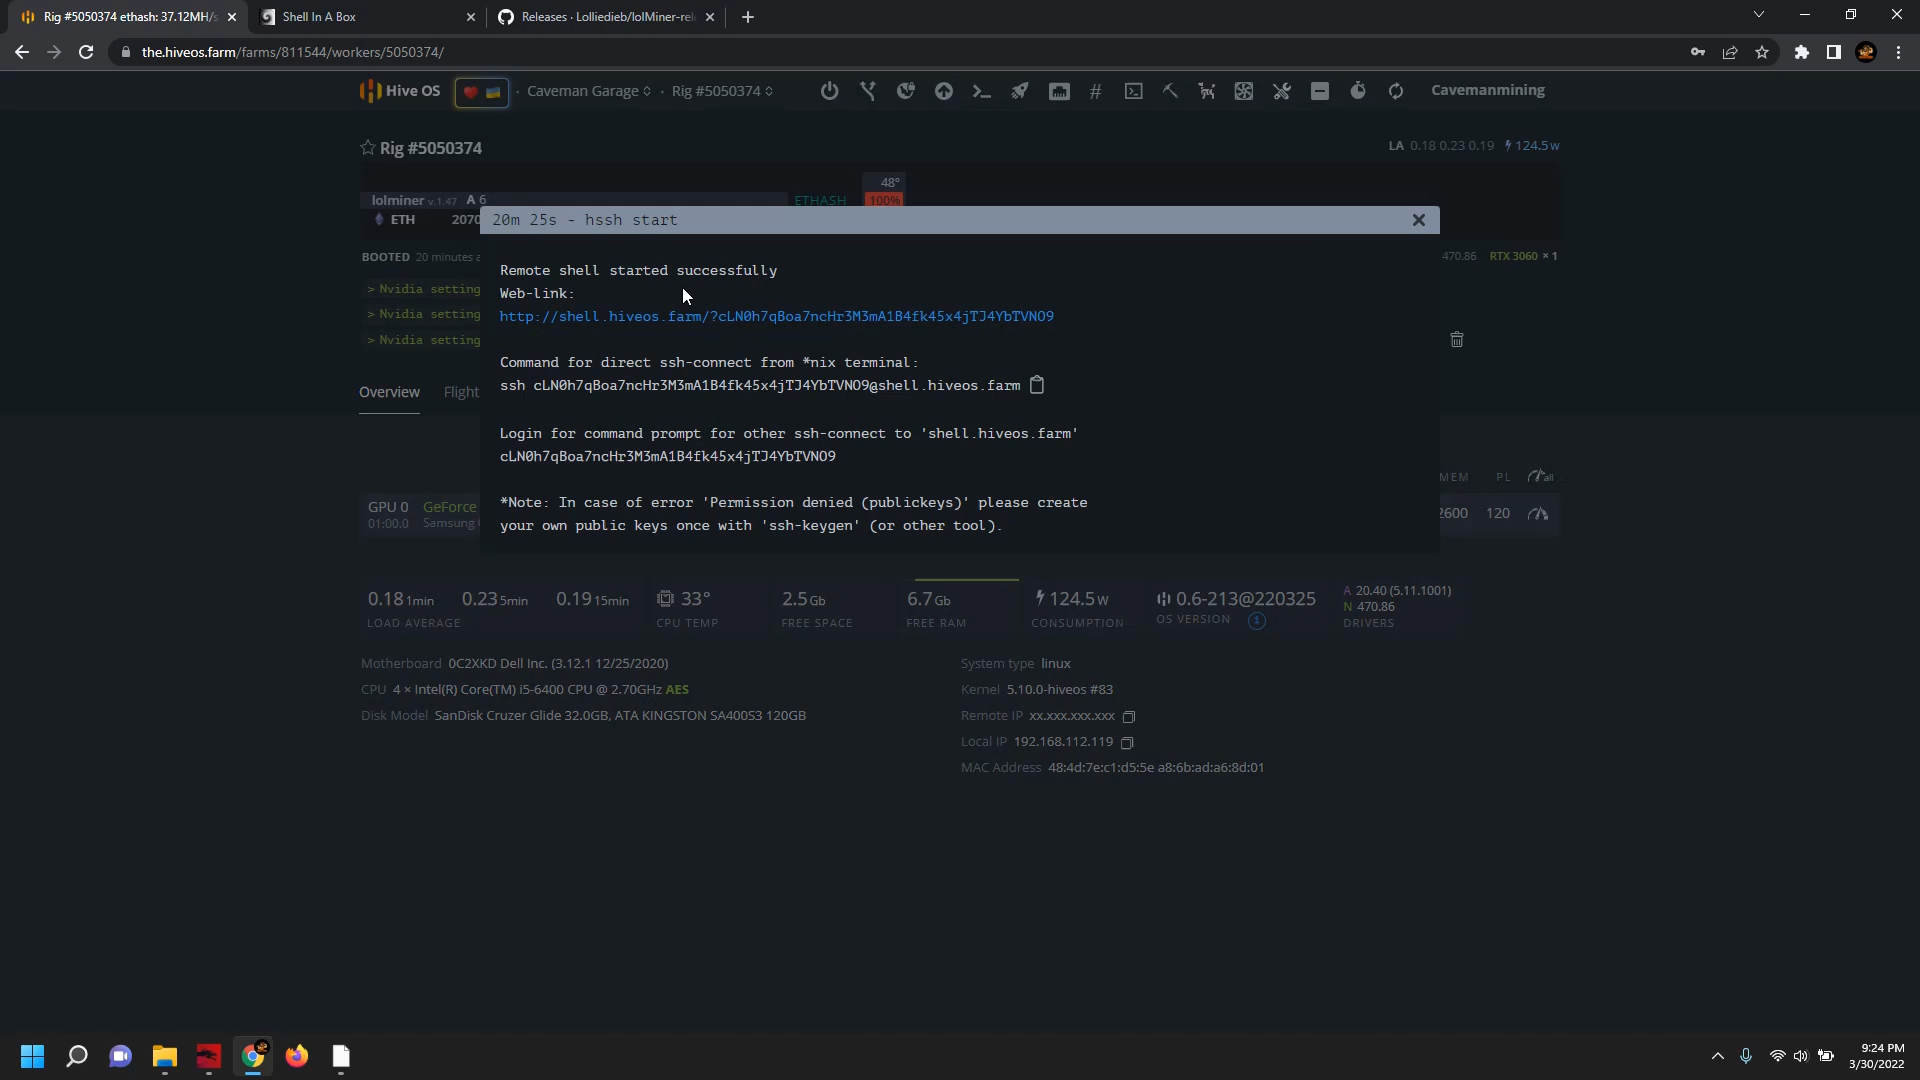 Rig #5050374 ethash: 37.12MH/s
Shell In A Box
Releases · Lolliedieb/lolMiner-rel
the.hiveos.farm/farms/811544/workers/5050374/
Hive OS
· Caveman Garage · Rig #5050374
Cavemanmining
Rig #5050374
LA 0.18 0.23 0.19 124.5 W
lolminer v.1.47 A 6
ETHASH
48°
100%
ETH 2070
20m 25s - hssh start
BOOTED 20 minutes a
470.86 RTX 3060 × 1
> Nvidia setting
> Nvidia setting
> Nvidia setting
Remote shell started successfully
Web-link:
http://shell.hiveos.farm/?cLN0h7qBoa7ncHr3M3mA1B4fk45x4jTJ4YbTVNO9
Command for direct ssh-connect from *nix terminal:
ssh cLN0h7qBoa7ncHr3M3mA1B4fk45x4jTJ4YbTVNO9@shell.hiveos.farm
Login for command prompt for other ssh-connect to 'shell.hiveos.farm'
cLN0h7qBoa7ncHr3M3mA1B4fk45x4jTJ4YbTVNO9
*Note: In case of error 'Permission denied (publickeys)' please create
your own public keys once with 'ssh-keygen' (or other tool).
Overview Flight
MEM PL all
GPU 0 GeForce
01:00.0 Samsung
2600 120
0.18 1min 0.23 5min 0.19 15min
LOAD AVERAGE
33°
CPU TEMP
2.5 Gb
FREE SPACE
6.7 Gb
FREE RAM
124.5 W
CONSUMPTION
0.6-213@220325
OS VERSION 1
A 20.40 (5.11.1001)
N 470.86
DRIVERS
Motherboard 0C2XKD Dell Inc. (3.12.1 12/25/2020)
CPU 4 × Intel(R) Core(TM) i5-6400 CPU @ 2.70GHz AES
Disk Model SanDisk Cruzer Glide 32.0GB, ATA KINGSTON SA400S3 120GB
System type linux
Kernel 5.10.0-hiveos #83
Remote IP xx.xxx.xxx.xxx
Local IP 192.168.112.119
MAC Address 48:4d:7e:c1:d5:5e a8:6b:ad:a6:8d:01
9:24 PM
3/30/2022